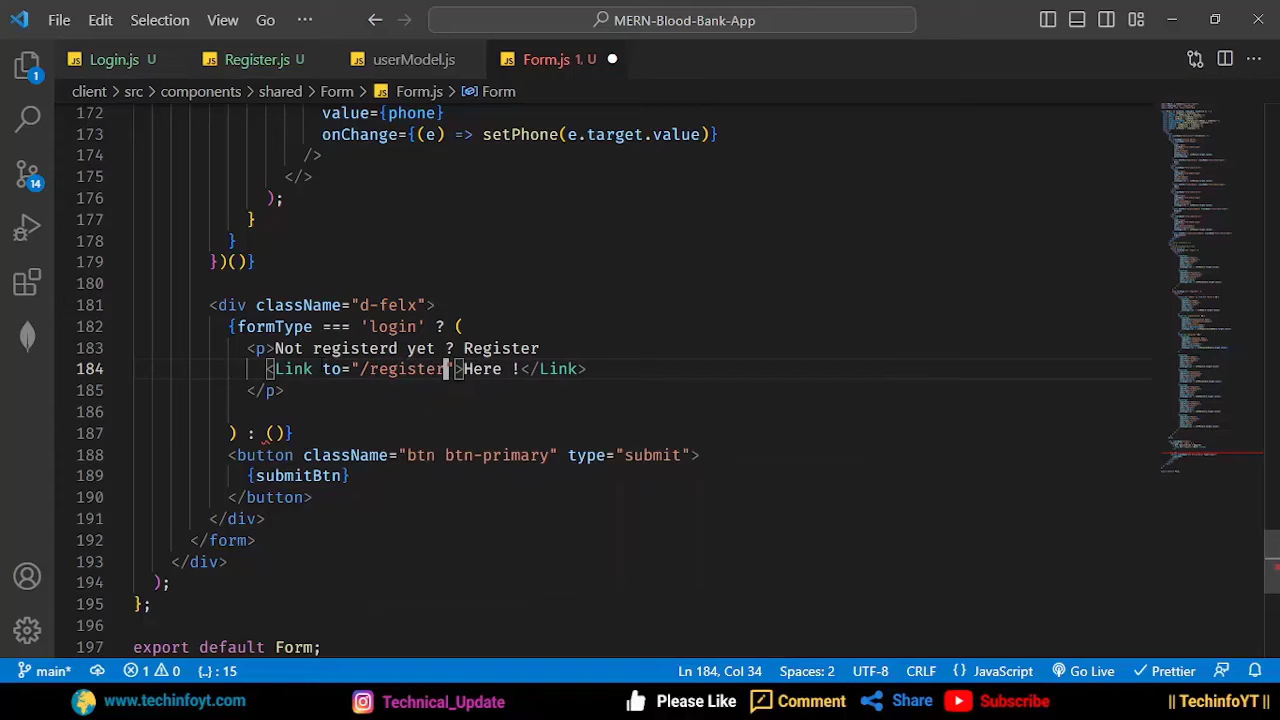 File Edit Selection View Go ··· MERN-Blood-Bank-App
Login.js U Register.js U userModel.js Form.js 1, U
client > src > components > shared > Form > Form.js > Form
172 value={phone}
173 onChange={(e) => setPhone(e.target.value)}
174 />
175 </>
176 );
177 }
178 }
179 })()}
180
181 <div className="d-felx">
182 {formType === 'login' ? (
183 <p>Not registerd yet ? Register
184 <Link to="/register">Here !</Link>
185 </p>
186
187 ) : ()}
188 <button className="btn btn-primary" type="submit">
189 {submitBtn}
190 </button>
191 </div>
192 </form>
193 </div>
194 );
195 };
196
197 export default Form;
1
14
main* 1 0 {..} : 15 Ln 184, Col 34 Spaces: 2 UTF-8 CRLF {} JavaScript Go Live Prettier
www.techinfoyt.com Technical_Update Please Like Comment Share Subscribe || TechinfoYT ||